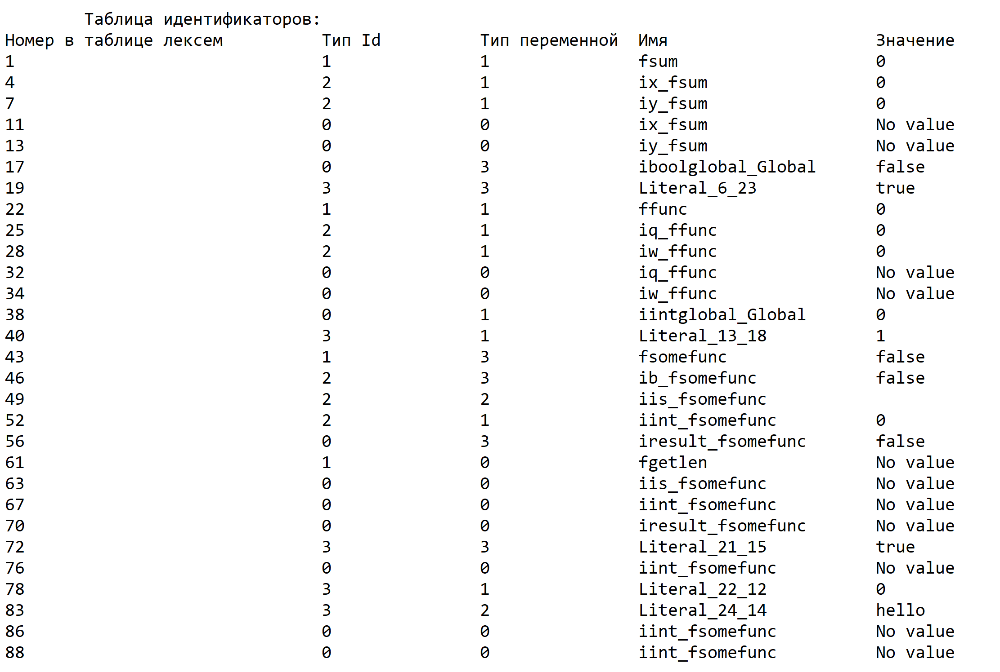 Таблица идентификаторов:
Номер в таблице лексем Тип Id Тип переменной Имя Значение
1 1 1 fsum 0
4 2 1 ix_fsum 0
7 2 1 iy_fsum 0
11 0 0 ix_fsum No value
13 0 0 iy_fsum No value
17 0 3 iboolglobal_Global false
19 3 3 Literal_6_23 true
22 1 1 ffunc 0
25 2 1 iq_ffunc 0
28 2 1 iw_ffunc 0
32 0 0 iq_ffunc No value
34 0 0 iw_ffunc No value
38 0 1 iintglobal_Global 0
40 3 1 Literal_13_18 1
43 1 3 fsomefunc false
46 2 3 ib_fsomefunc false
49 2 2 iis_fsomefunc
52 2 1 iint_fsomefunc 0
56 0 3 iresult_fsomefunc false
61 1 0 fgetlen No value
63 0 0 iis_fsomefunc No value
67 0 0 iint_fsomefunc No value
70 0 0 iresult_fsomefunc No value
72 3 3 Literal_21_15 true
76 0 0 iint_fsomefunc No value
78 3 1 Literal_22_12 0
83 3 2 Literal_24_14 hello
86 0 0 iint_fsomefunc No value
88 0 0 iint_fsomefunc No value